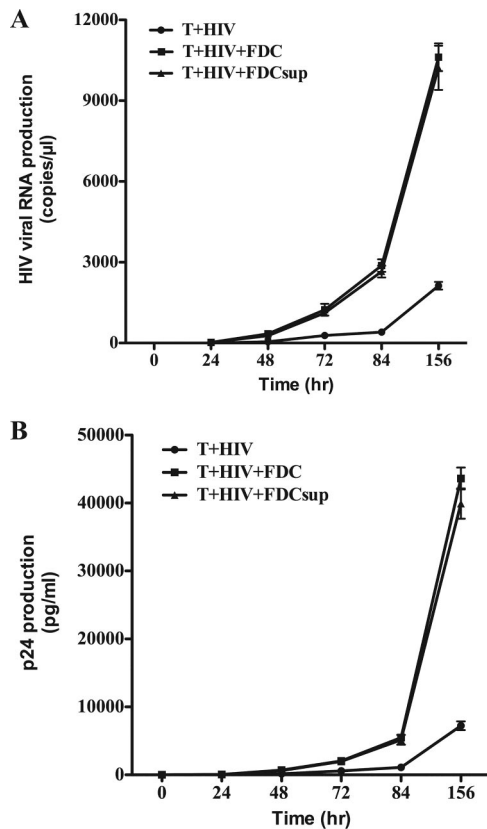 A
T+HIV
T+HIV+FDC
T+HIV+FDCsup
HIV viral RNA production
(copies/µl)
12000
9000
6000
3000
0
0 24 48 72 84 156
Time (hr)
B
T+HIV
T+HIV+FDC
T+HIV+FDCsup
p24 production
(pg/ml)
50000
40000
30000
20000
10000
0
0 24 48 72 84 156
Time (hr)